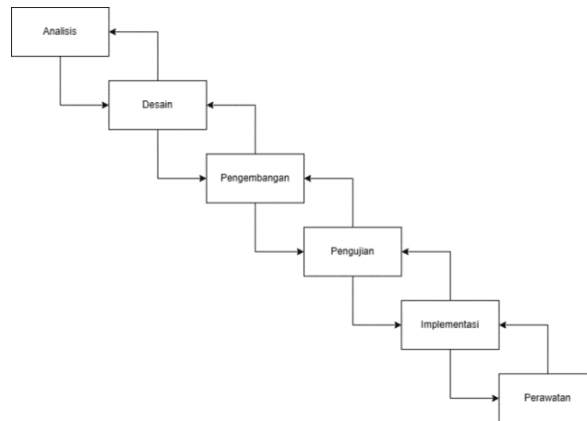 Analisis
Desain
Pengembangan
Pengujian
Implementasi
Perawatan